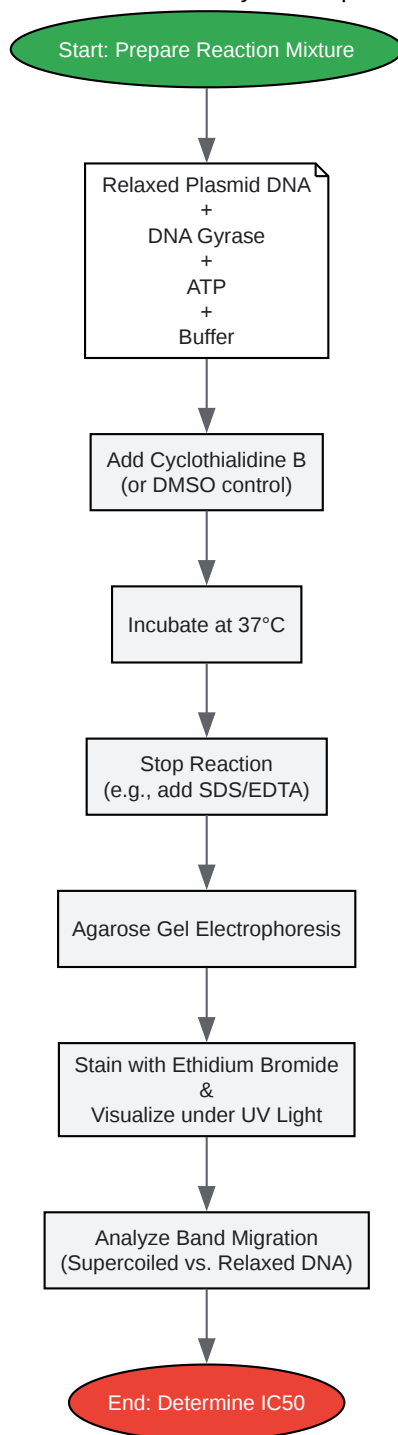 Start: Prepare Reaction Mixture
Relaxed Plasmid DNA
+
DNA Gyrase
+
ATP
+
Buffer
Add Cyclothialidine B
(or DMSO control)
Incubate at 37°C
Stop Reaction
(e.g., add SDS/EDTA)
Agarose Gel Electrophoresis
Stain with Ethidium Bromide
&
Visualize under UV Light
Analyze Band Migration
(Supercoiled vs. Relaxed DNA)
End: Determine IC50